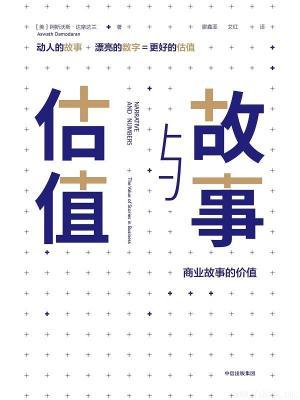 [美] 阿斯沃斯·达摩达兰 著
Aswath Damodaran
廖鑫亚 艾红 译
动人的故事 + 漂亮的数字 = 更好的估值
故事
与
估值
NARRATIVE
AND NUMBERS
The Value of Stories in Business
商业故事的价值
中信出版集团